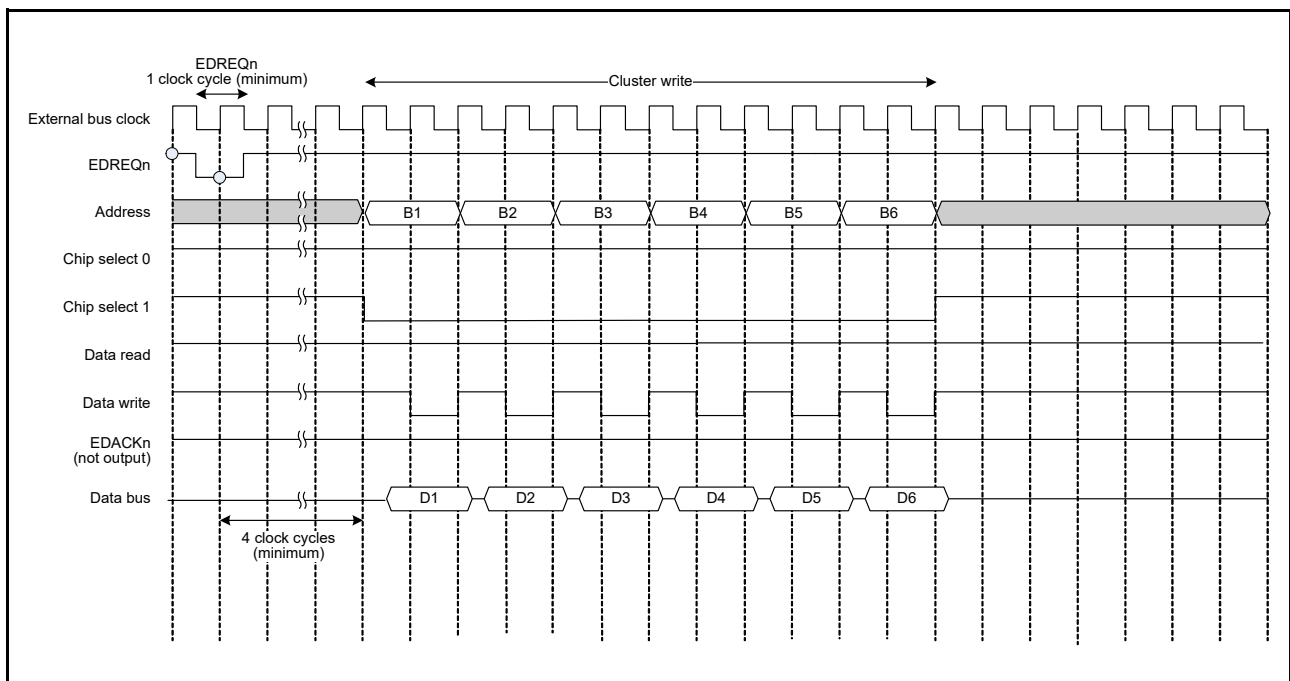 EDREQn
1 clock cycle (minimum)
Cluster write
External bus clock
EDREQn
Address
B1 B2 B3 B4 B5 B6
Chip select 0
Chip select 1
Data read
Data write
EDACKn
(not output)
Data bus
D1 D2 D3 D4 D5 D6
4 clock cycles
(minimum)